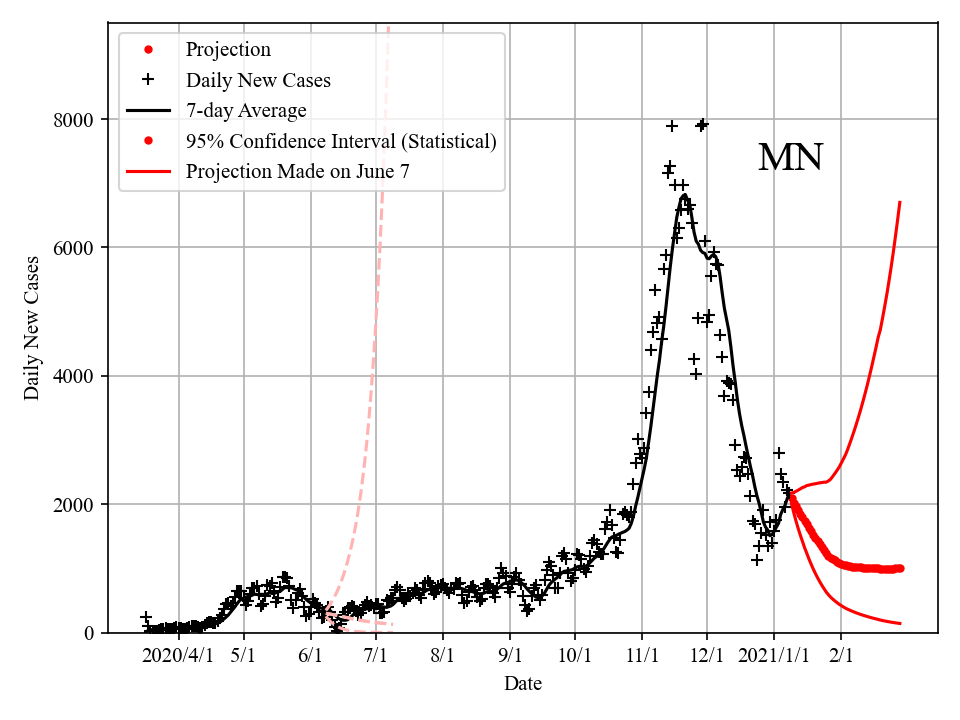 Projection
Daily New Cases
7-day Average
95% Confidence Interval (Statistical)
Projection Made on June 7
MN
8000
6000
4000
2000
0
Daily New Cases
2020/4/1 5/1 6/1 7/1 8/1 9/1 10/1 11/1 12/1 2021/1/1 2/1
Date